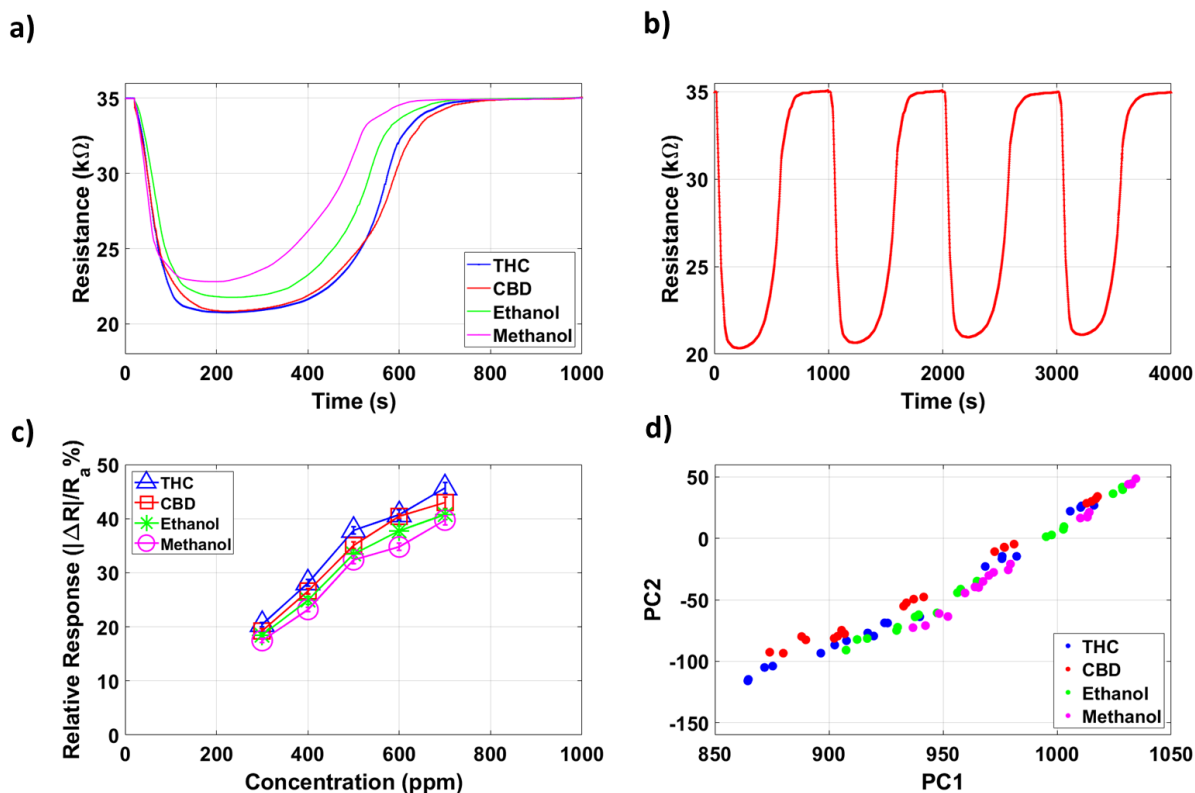 a)
35
30
25
20
Resistance (kΩ)
0 200 400 600 800 1000
Time (s)
THC
CBD
Ethanol
Methanol
b)
35
30
25
20
Resistance (kΩ)
0 1000 2000 3000 4000
Time (s)
c)
50
40
30
20
10
0
Relative Response (|ΔR|/Ra%)
0 200 400 600 800 1000
Concentration (ppm)
THC
CBD
Ethanol
Methanol
d)
50
0
-50
-100
-150
PC2
850 900 950 1000 1050
PC1
THC
CBD
Ethanol
Methanol